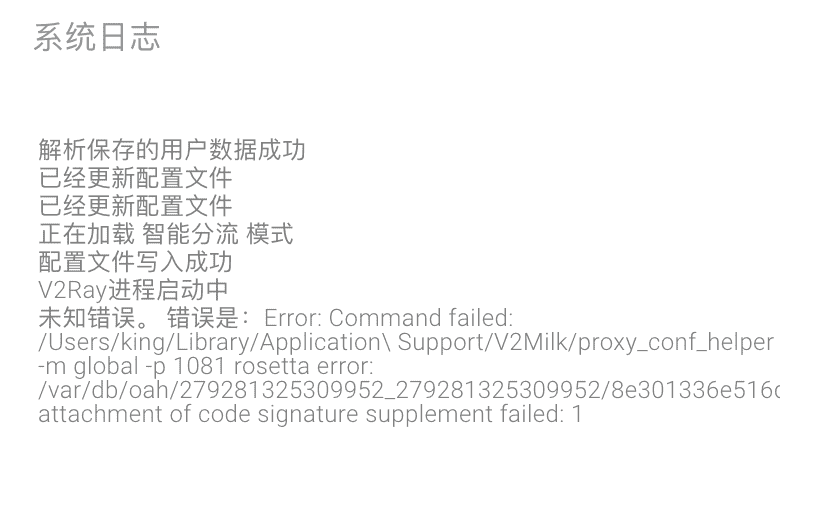 系统日志
解析保存的用户数据成功
已经更新配置文件
已经更新配置文件
正在加载 智能分流 模式
配置文件写入成功
V2Ray进程启动中
未知错误。 错误是：Error: Command failed:
/Users/king/Library/Application\ Support/V2Milk/proxy_conf_helper
-m global -p 1081 rosetta error:
/var/db/oah/279281325309952_279281325309952/8e301336e516
attachment of code signature supplement failed: 1